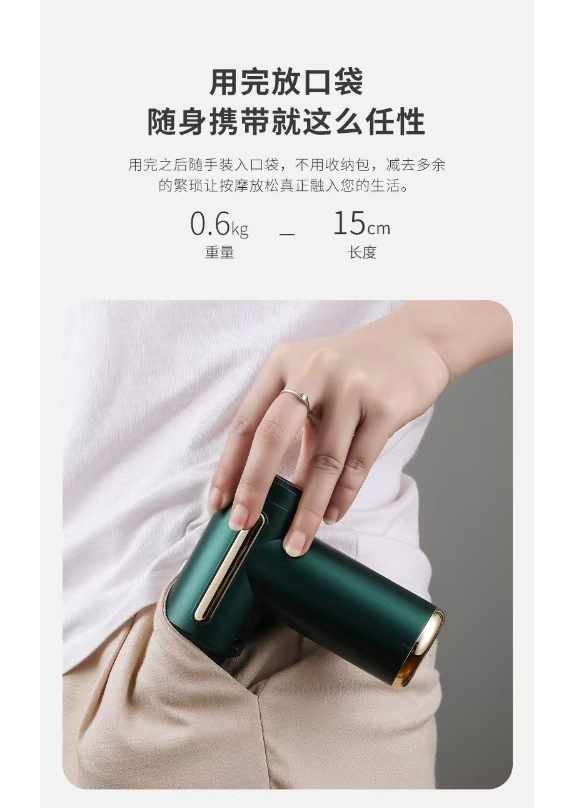 用完放口袋
随身携带就这么任性
用完之后随手装入口袋，不用收纳包，减去多余
的繁琐让按摩放松真正融入您的生活。
0.6kg — 15cm
重量 长度